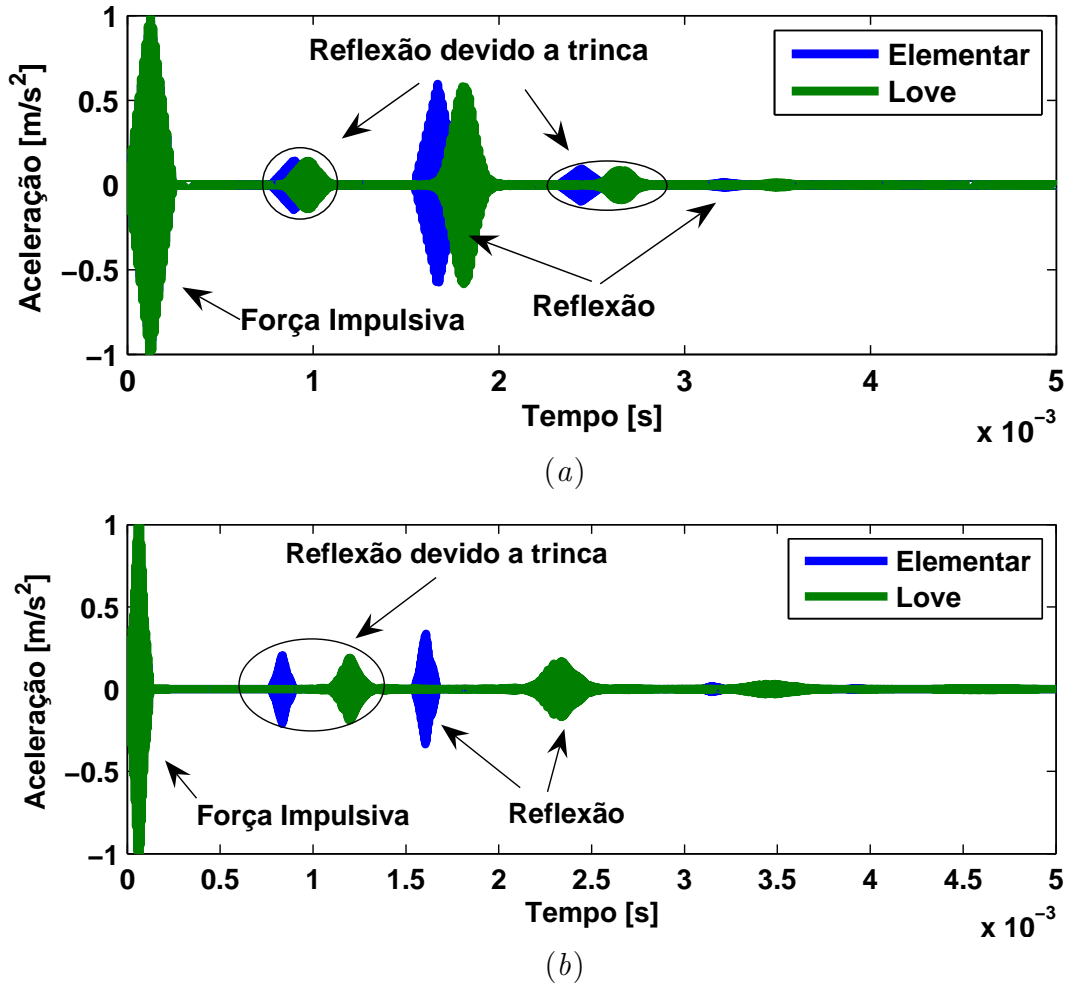 1
0.5
0
−0.5
−1
Aceleração [m/s²]
Reflexão devido a trinca
Elementar
Love
Força Impulsiva
Reflexão
0 1 2 3 4 5
Tempo [s]
x 10⁻³
(a)
1
0.5
0
−0.5
−1
Aceleração [m/s²]
Reflexão devido a trinca
Elementar
Love
Força Impulsiva
Reflexão
0 0.5 1 1.5 2 2.5 3 3.5 4 4.5 5
Tempo [s]
x 10⁻³
(b)